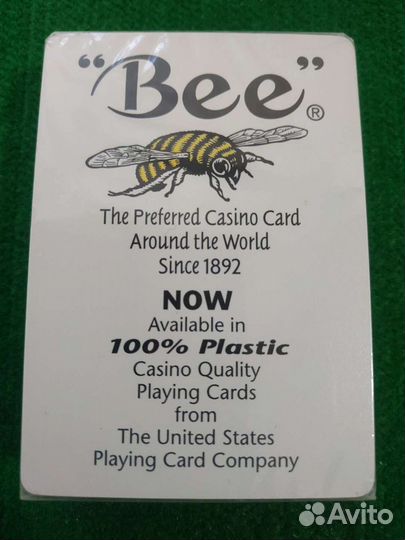 “Bee”®
The Preferred Casino Card
Around the World
Since 1892
NOW
Available in
100% Plastic
Casino Quality
Playing Cards
from
The United States
Playing Card Company
Avito